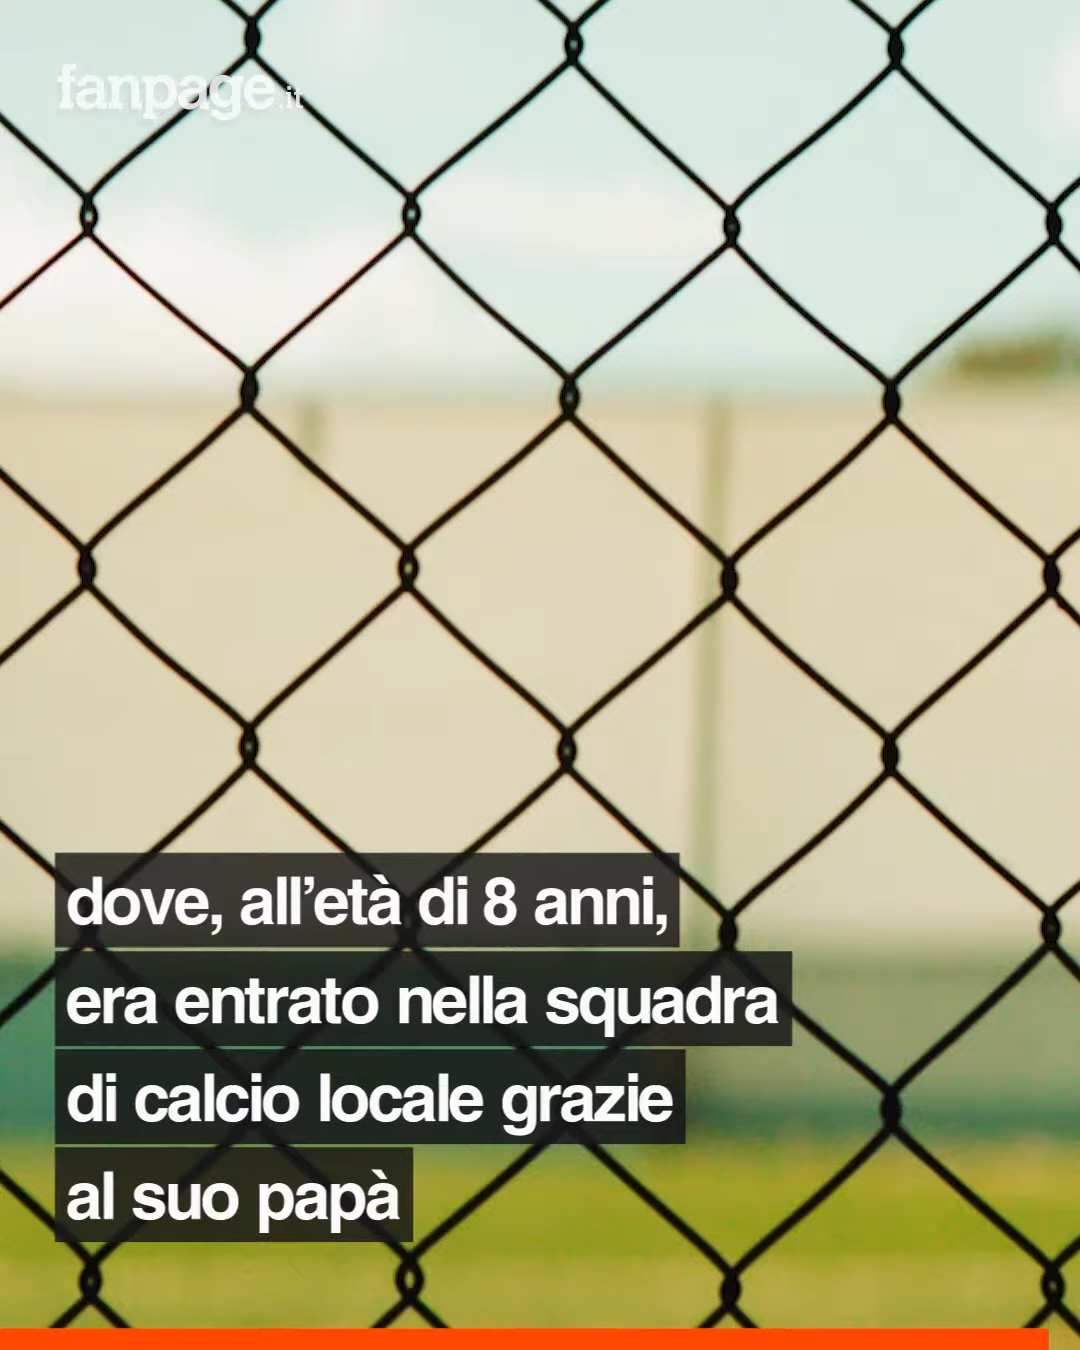 fanpage.it
dove, all’età di 8 anni,
era entrato nella squadra
di calcio locale grazie
al suo papà